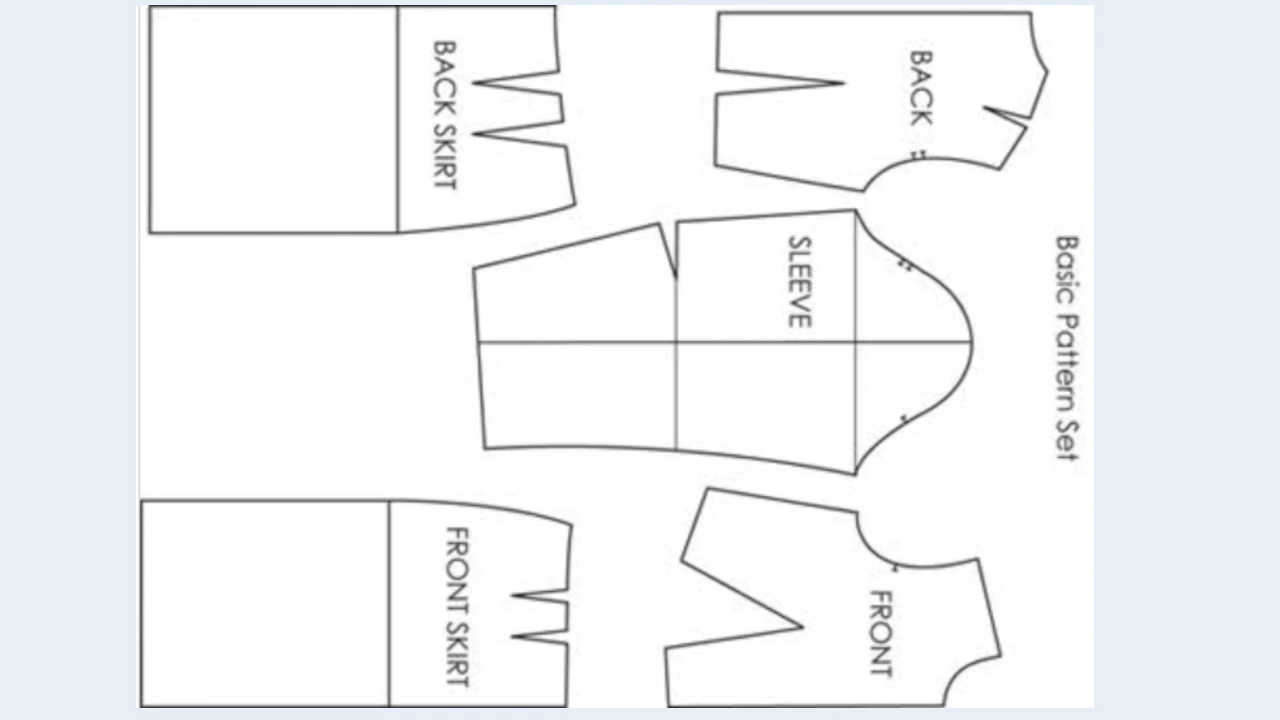 Basic Pattern Set
BACK
SLEEVE
FRONT
BACK SKIRT
FRONT SKIRT